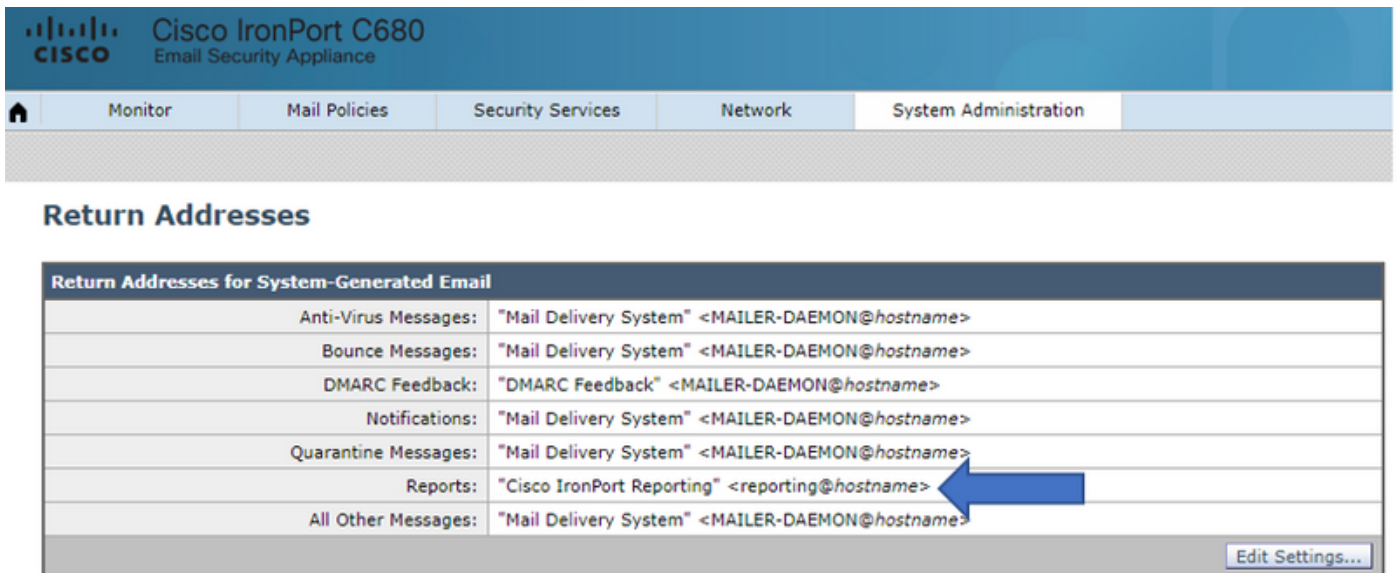 CISCO
Cisco IronPort C680
Email Security Appliance
Monitor Mail Policies Security Services Network System Administration
Return Addresses
Return Addresses for System-Generated Email
Anti-Virus Messages: "Mail Delivery System" <MAILER-DAEMON@hostname>
Bounce Messages: "Mail Delivery System" <MAILER-DAEMON@hostname>
DMARC Feedback: "DMARC Feedback" <MAILER-DAEMON@hostname>
Notifications: "Mail Delivery System" <MAILER-DAEMON@hostname>
Quarantine Messages: "Mail Delivery System" <MAILER-DAEMON@hostname>
Reports: "Cisco IronPort Reporting" <reporting@hostname>
All Other Messages: "Mail Delivery System" <MAILER-DAEMON@hostname>
Edit Settings...